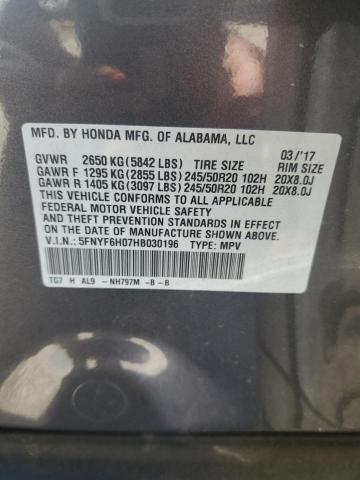 MFD. BY HONDA MFG. OF ALABAMA, LLC 03/'17
GVWR 2650 KG (5842 LBS) TIRE SIZE RIM SIZE
GAWR F 1295 KG (2855 LBS) 245/50R20 102H 20X8.0J
GAWR R 1405 KG (3097 LBS) 245/50R20 102H 20X8.0J
THIS VEHICLE CONFORMS TO ALL APPLICABLE
FEDERAL MOTOR VEHICLE SAFETY, BUMPER,
AND THEFT PREVENTION STANDARDS IN EFFECT
ON THE DATE OF MANUFACTURE SHOWN ABOVE.
V.I.N.: 5FNYF6H07HB030196 TYPE: MPV
TG7 H AL9 -NH797M -B-B